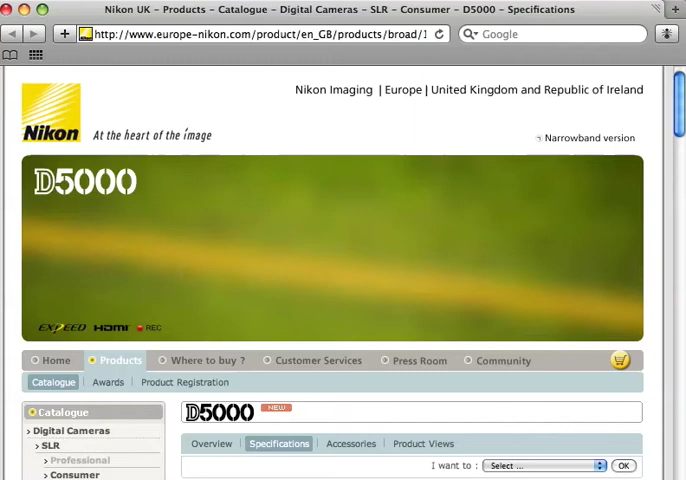 Nikon UK - Products - Catalogue - Digital Cameras - SLR - Consumer - D5000 - Specifications
http://www.europe-nikon.com/product/en_GB/products/broad/1
Google
Nikon Imaging | Europe | United Kingdom and Republic of Ireland
Nikon
At the heart of the image
Narrowband version
D5000
EXPEED HDMI REC
Home Products Where to buy ? Customer Services Press Room Community
Catalogue Awards Product Registration
Catalogue
D5000 NEW
Digital Cameras
SLR
Overview Specifications Accessories Product Views
Professional
I want to : Select ... OK
Consumer